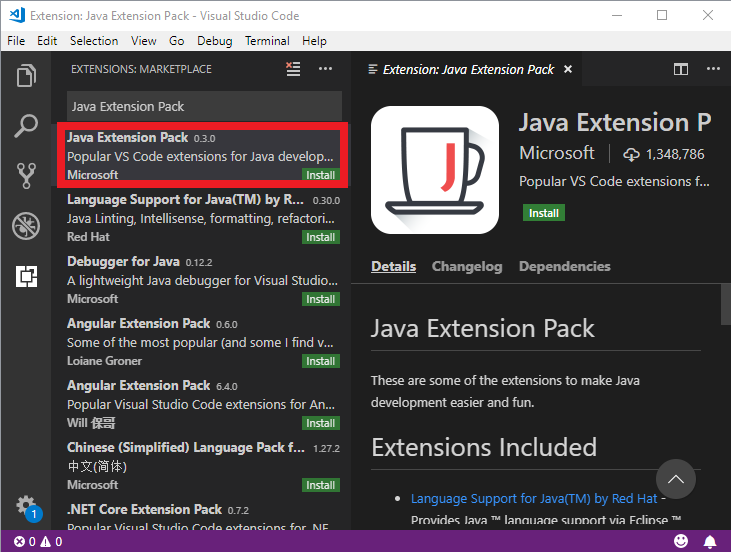 Extension: Java Extension Pack - Visual Studio Code
File Edit Selection View Go Debug Terminal Help
EXTENSIONS: MARKETPLACE
Java Extension Pack
Java Extension Pack 0.3.0
Popular VS Code extensions for Java develop...
Microsoft Install
Language Support for Java(TM) by R... 0.30.0
Java Linting, Intellisense, formatting, refactori...
Red Hat Install
Debugger for Java 0.12.2
A lightweight Java debugger for Visual Studio...
Microsoft Install
Angular Extension Pack 0.6.0
Some of the most popular (and some I find v...
Loiane Groner Install
Angular Extension Pack 6.4.0
Popular Visual Studio Code extensions for An...
Will 保哥 Install
Chinese (Simplified) Language Pack f... 1.27.2
中文(简体)
Microsoft Install
.NET Core Extension Pack 0.7.2
Popular Visual Studio Code extensions for .NE
Extension: Java Extension Pack
J
Java Extension P
Microsoft 1,348,786
Popular VS Code extensions f...
Install
Details Changelog Dependencies
Java Extension Pack
These are some of the extensions to make Java
development easier and fun.
Extensions Included
Language Support for Java(TM) by Red Hat -
Provides Java ™ language support via Eclipse ™
1
0 0